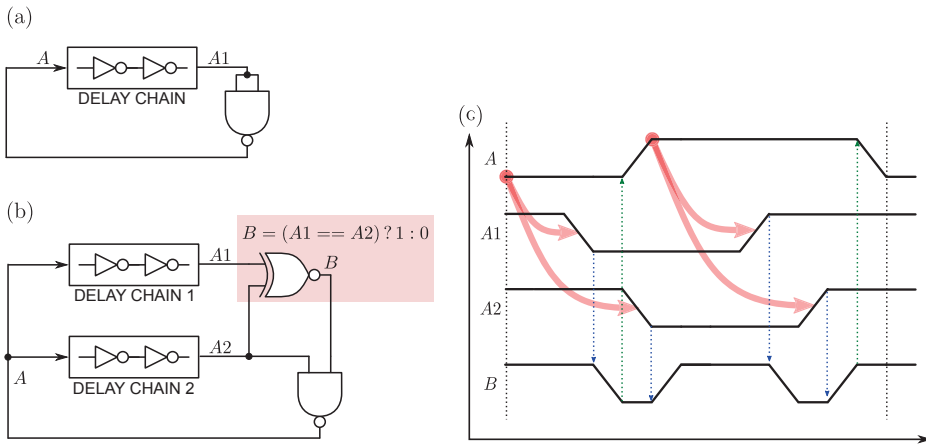 (a)
A
A1
DELAY CHAIN
(b)
B = (A1 == A2) ? 1 : 0
A1
B
DELAY CHAIN 1
A2
A
DELAY CHAIN 2
(c)
A
A1
A2
B